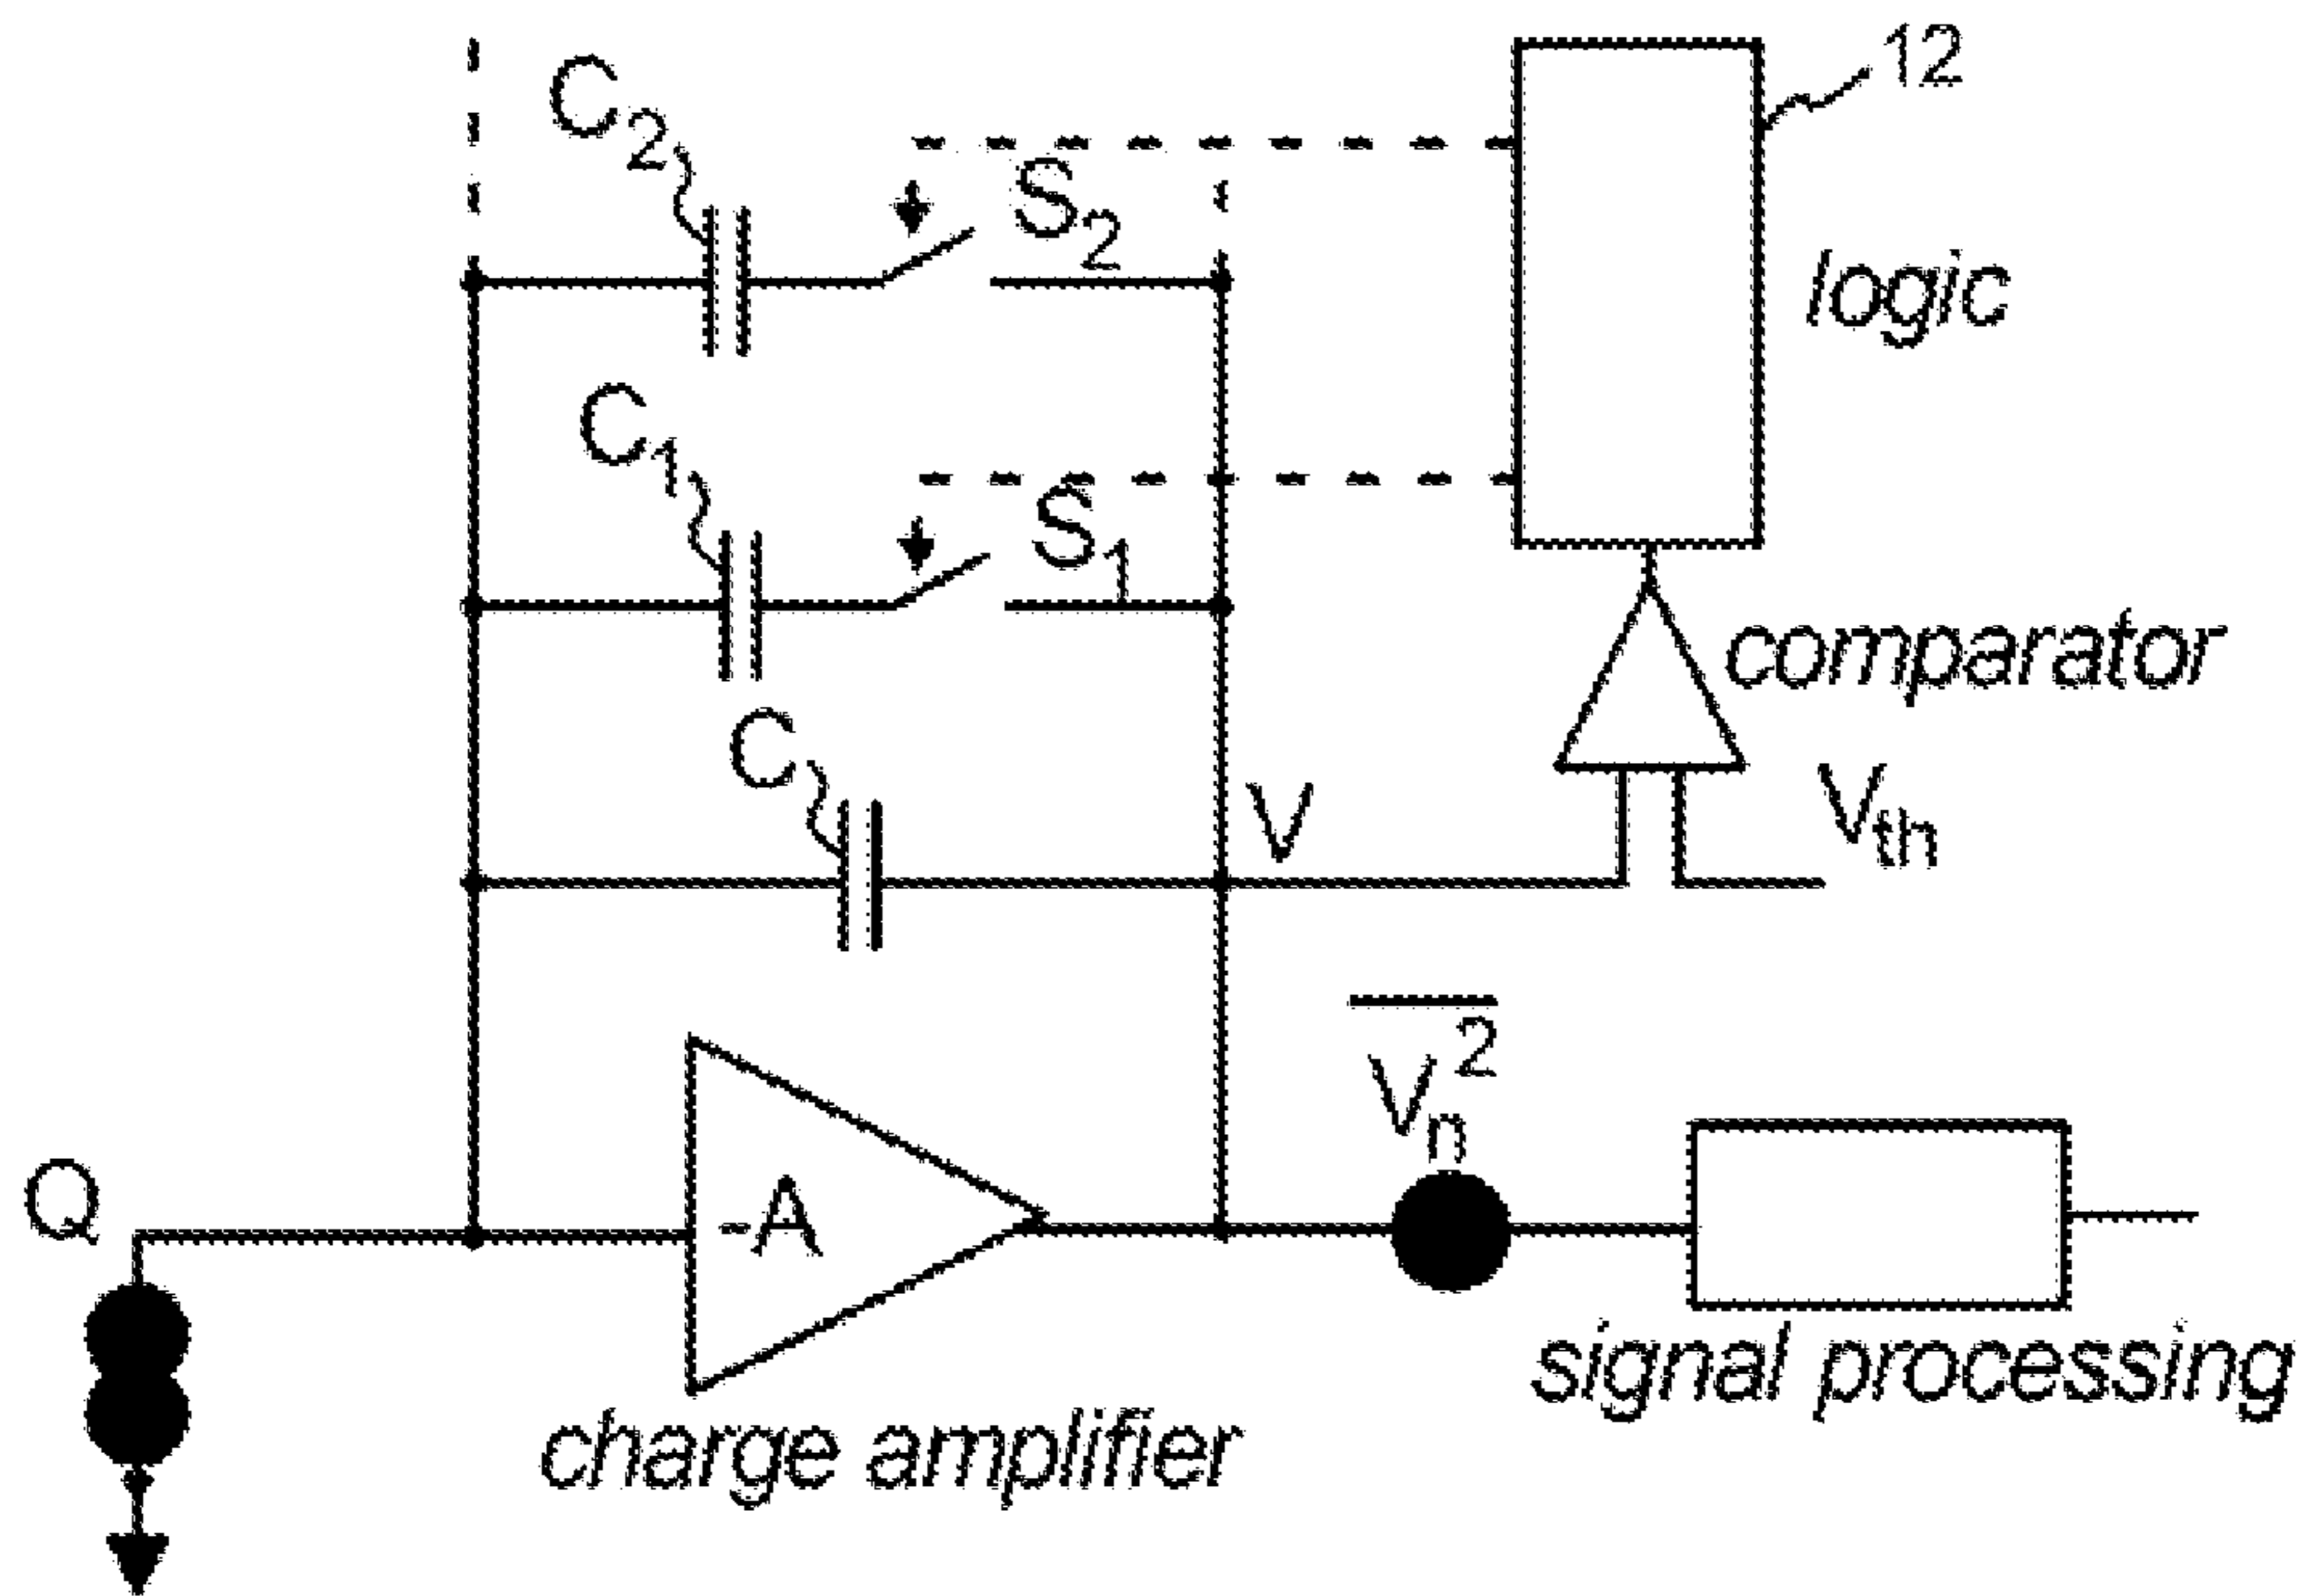 12
C2
S2
logic
C1
S1
comparator
C
V
Vth
Vn2
Q
-A
signal processing
charge amplifier